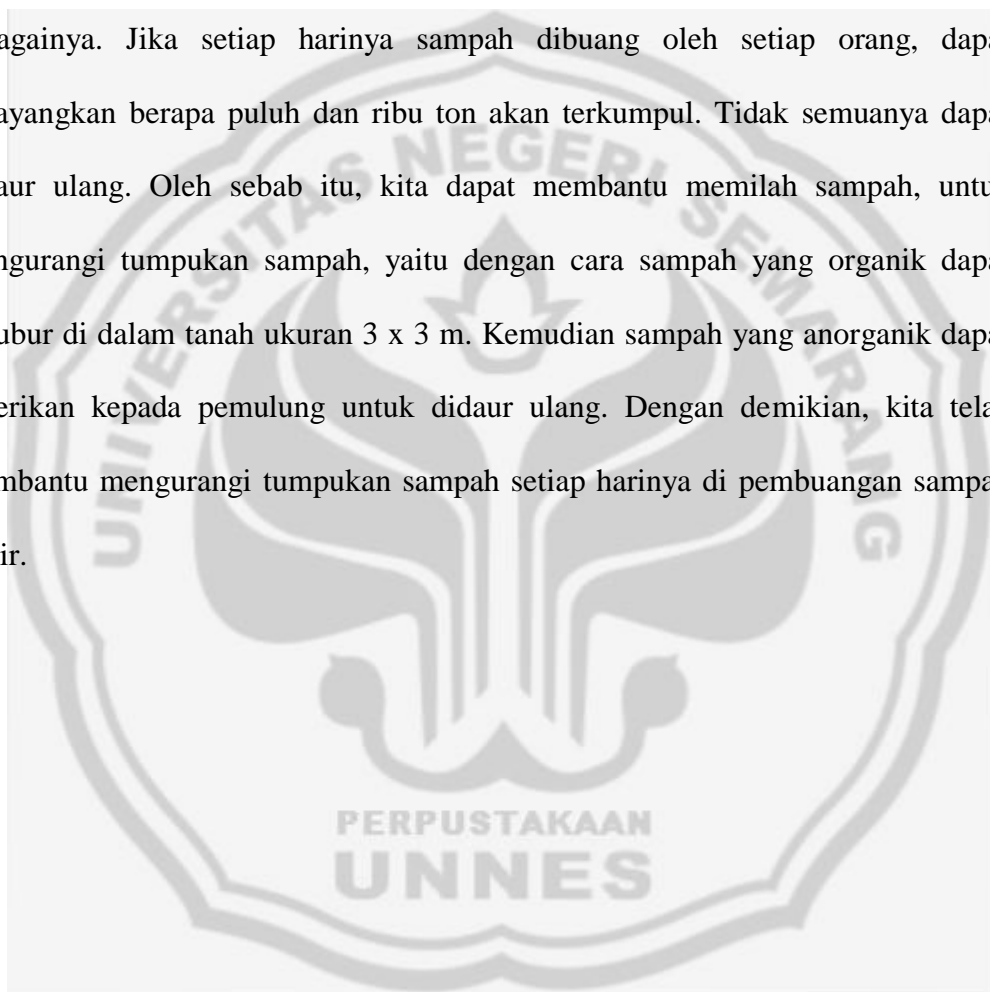 againya. Jika setiap harinya sampah dibuang oleh setiap orang, dapa
ayangkan berapa puluh dan ribu ton akan terkumpul. Tidak semuanya dapa
aur ulang. Oleh sebab itu, kita dapat membantu memilah sampah, untu
ngurangi tumpukan sampah, yaitu dengan cara sampah yang organik dapa
ubur di dalam tanah ukuran 3 x 3 m. Kemudian sampah yang anorganik dapa
erikan kepada pemulung untuk didaur ulang. Dengan demikian, kita tela
mbantu mengurangi tumpukan sampah setiap harinya di pembuangan sampa
ir.
UNIVERSITAS NEGERI SEMARANG
PERPUSTAKAAN
UNNES